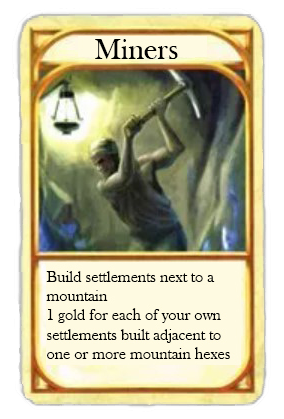 Miners
Build settlements next to a
mountain
1 gold for each of your own
settlements built adjacent to
one or more mountain hexes